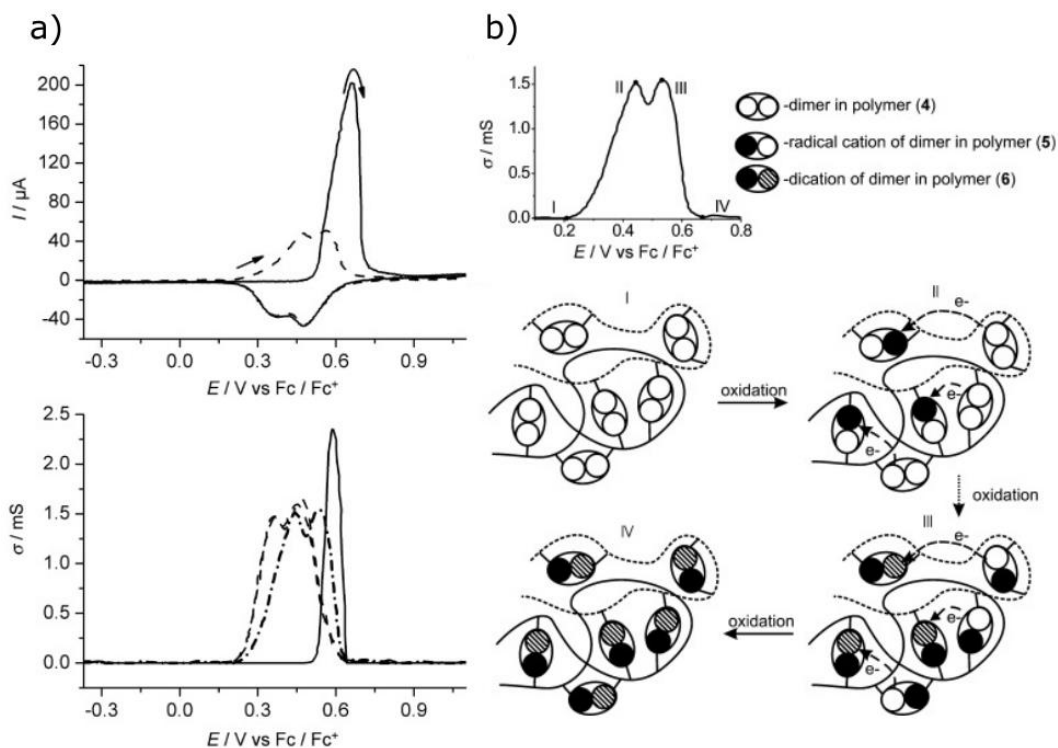 a)
200
160
120
80
40
0
-40
I / μA
-0.3 0.0 0.3 0.6 0.9
E / V vs Fc / Fc⁺
2.5
2.0
1.5
1.0
0.5
0.0
σ / mS
-0.3 0.0 0.3 0.6 0.9
E / V vs Fc / Fc⁺
b)
1.5
1.0
0.5
0.0
σ / mS
I II III IV
0.2 0.4 0.6 0.8
E / V vs Fc / Fc⁺
-dimer in polymer (4)
-radical cation of dimer in polymer (5)
-dication of dimer in polymer (6)
I
oxidation
II
e-
e-
e-
oxidation
III
e-
e-
e-
oxidation
IV